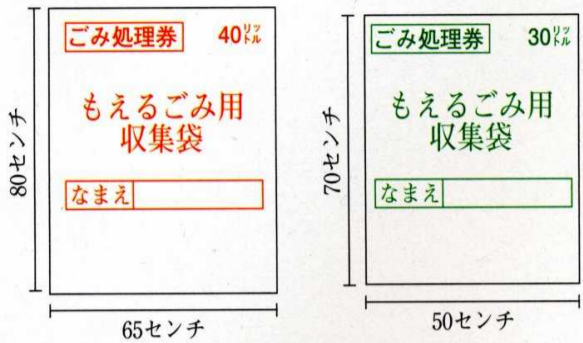 ごみ処理券 40リットル
もえるごみ用
収集袋
なまえ
80センチ
65センチ
ごみ処理券 30リットル
もえるごみ用
収集袋
なまえ
70センチ
50センチ